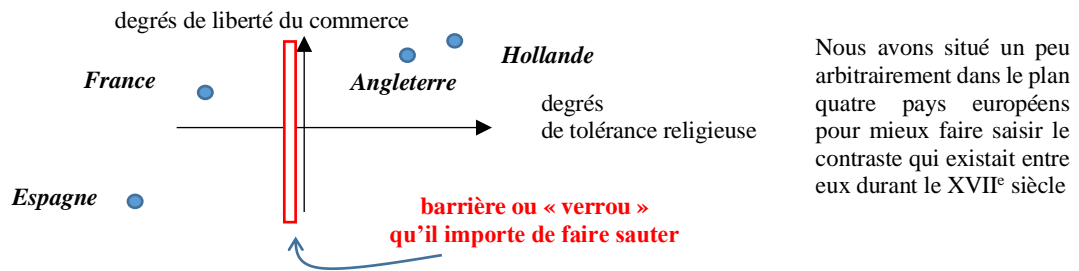 degrés de liberté du commerce
France
Angleterre
Hollande
degrés
de tolérance religieuse
Espagne
barrière ou « verrou »
qu'il importe de faire sauter
Nous avons situé un peu
arbitrairement dans le plan
quatre pays européens
pour mieux faire saisir le
contraste qui existait entre
eux durant le XVIIe siècle